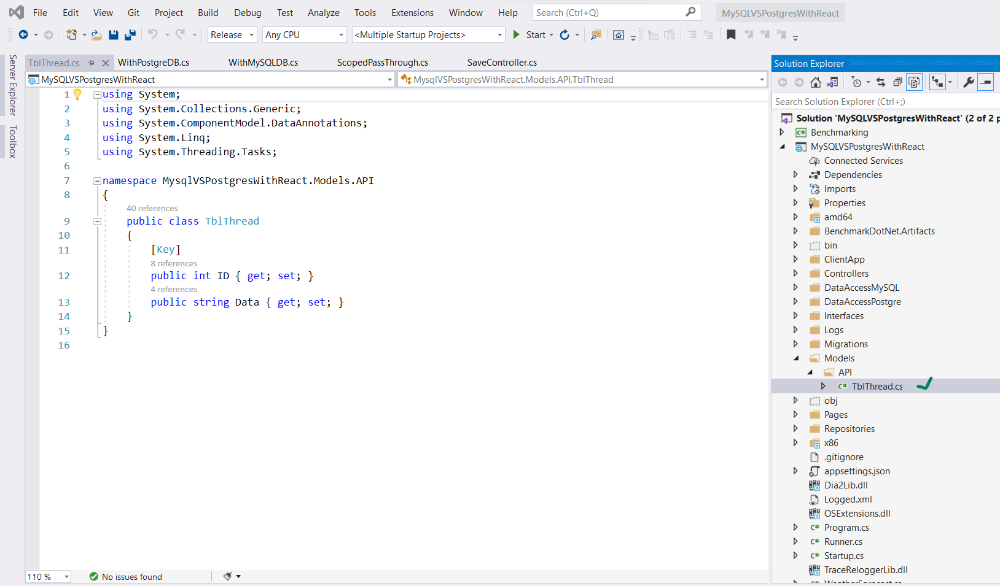 File Edit View Git Project Build Debug Test Analyze Tools Extensions Window Help Search (Ctrl+Q) MySQLVSPostgresWithReact
Release Any CPU <Multiple Startup Projects> Start
Server Explorer
Toolbox
TblThread.cs WithPostgreDB.cs WithMySQLDB.cs ScopedPassThrough.cs SaveController.cs
MySQLVSPostgresWithReact MysqlVSPostgresWithReact.Models.API.TblThread
1 using System;
2 using System.Collections.Generic;
3 using System.ComponentModel.DataAnnotations;
4 using System.Linq;
5 using System.Threading.Tasks;
6
7 namespace MysqlVSPostgresWithReact.Models.API
8 {
40 references
9 public class TblThread
10 {
11 [Key]
8 references
12 public int ID { get; set; }
4 references
13 public string Data { get; set; }
14 }
15 }
16
110 % No issues found
Solution Explorer
Search Solution Explorer (Ctrl+;)
Solution 'MySQLVSPostgresWithReact' (2 of 2 p
C# Benchmarking
MySQLVSPostgresWithReact
Connected Services
Dependencies
Imports
Properties
amd64
BenchmarkDotNet.Artifacts
bin
ClientApp
Controllers
DataAccessMySQL
DataAccessPostgre
Interfaces
Logs
Migrations
Models
API
C# TblThread.cs
obj
Pages
Repositories
x86
.gitignore
appsettings.json
Dia2Lib.dll
Logged.xml
OSExtensions.dll
C# Program.cs
C# Runner.cs
C# Startup.cs
TraceReloggerLib.dll
C# WeatherForecast.cs